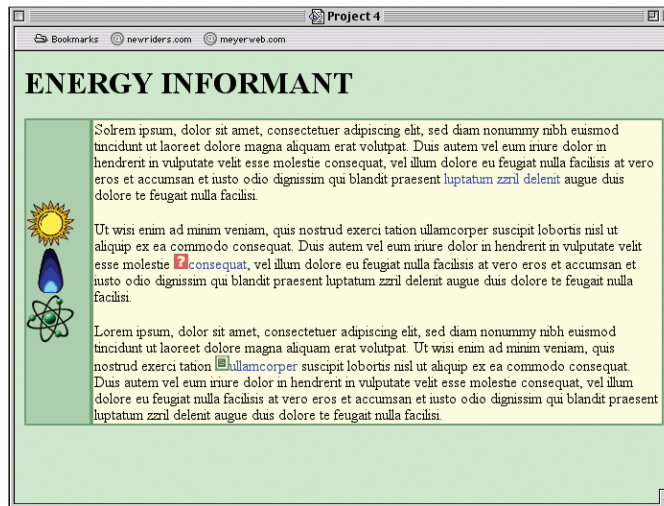 Project 4
Bookmarks newriders.com meyerweb.com
ENERGY INFORMANT
Solrem ipsum, dolor sit amet, consectetuer adipiscing elit, sed diam nonummy nibh euismod
tincidunt ut laoreet dolore magna aliquam erat volutpat. Duis autem vel eum iriure dolor in
hendrerit in vulputate velit esse molestie consequat, vel illum dolore eu feugiat nulla facilisis at vero
eros et accumsan et iusto odio dignissim qui blandit praesent luptatum zzril delenit augue duis
dolore te feugait nulla facilisi.
Ut wisi enim ad minim veniam, quis nostrud exerci tation ullamcorper suscipit lobortis nisl ut
aliquip ex ea commodo consequat. Duis autem vel eum iriure dolor in hendrerit in vulputate velit
esse molestie ?consequat, vel illum dolore eu feugiat nulla facilisis at vero eros et accumsan et
iusto odio dignissim qui blandit praesent luptatum zzril delenit augue duis dolore te feugait nulla
facilisi.
Lorem ipsum, dolor sit amet, consectetuer adipiscing elit, sed diam nonummy nibh euismod
tincidunt ut laoreet dolore magna aliquam erat volutpat. Ut wisi enim ad minim veniam, quis
nostrud exerci tation ullamcorper suscipit lobortis nisl ut aliquip ex ea commodo consequat.
Duis autem vel eum iriure dolor in hendrerit in vulputate velit esse molestie consequat, vel illum
dolore eu feugiat nulla facilisis at vero eros et accumsan et iusto odio dignissim qui blandit praesent
luptatum zzril delenit augue duis dolore te feugait nulla facilisi.